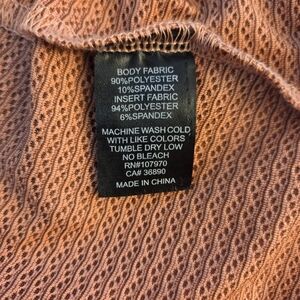 BODY FABRIC
90%POLYESTER
10%SPANDEX
INSERT FABRIC
94%POLYESTER
6%SPANDEX
MACHINE WASH COLD
WITH LIKE COLORS
TUMBLE DRY LOW
NO BLEACH
RN#107970
CA# 36890
MADE IN CHINA